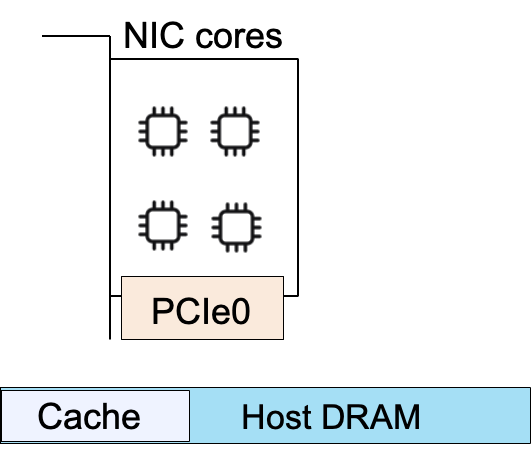 NIC cores
PCIe0
Cache
Host DRAM